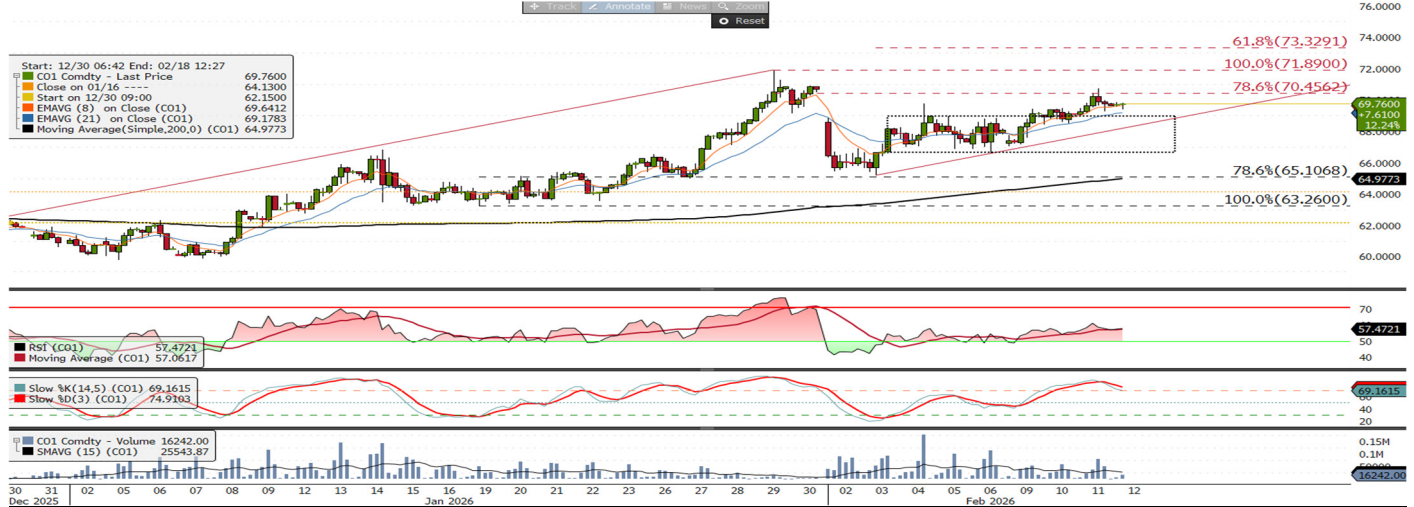 Track Annotate News Zoom
Reset
76.0000
74.0000
72.0000
66.0000
64.0000
62.0000
60.0000
61.8%(73.3291)
100.0%(71.8900)
78.6%(70.4562)
69.7600
+7.6100
12.24%
78.6%(65.1068)
64.9773
100.0%(63.2600)
Start: 12/30 06:42 End: 02/18 12:27
CO1 Comdty - Last Price 69.7600
Close on 01/16 ---- 64.1300
Start on 12/30 09:00 62.1500
EMAVG (8) on Close (CO1) 69.6412
EMAVG (21) on Close (CO1) 69.1783
Moving Average(Simple,200,0) (CO1) 64.9773
70
57.4721
50
40
RSI (CO1) 57.4721
Moving Average (CO1) 57.0617
Slow %K(14,5) (CO1) 69.1615
Slow %D(3) (CO1) 74.9103
69.1615
40
20
CO1 Comdty - Volume 16242.00
SMAVG (15) (CO1) 25543.87
0.15M
0.1M
16242.00
30 31 02 05 06 07 08 09 12 13 14 15 16 19 20 21 22 23 26 27 28 29 30 02 03 04 05 06 09 10 11 12
Dec 2025 Jan 2026 Feb 2026